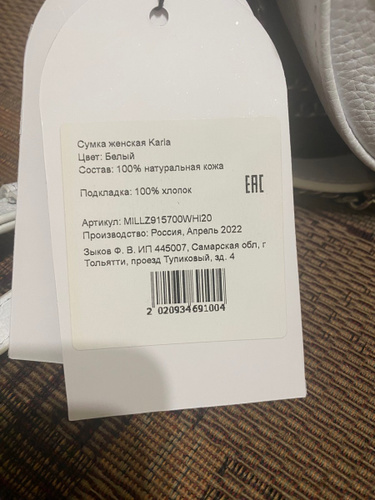 Сумка женская Karla
Цвет: Белый
Состав: 100% натуральная кожа
Подкладка: 100% хлопок
EAC
Артикул: MILLZ915700WHI20
Производство: Россия, Апрель 2022
Зыков Ф. В. ИП 445007, Самарская обл, г
Тольятти, проезд Тупиковый, зд. 4
2 020934 691004